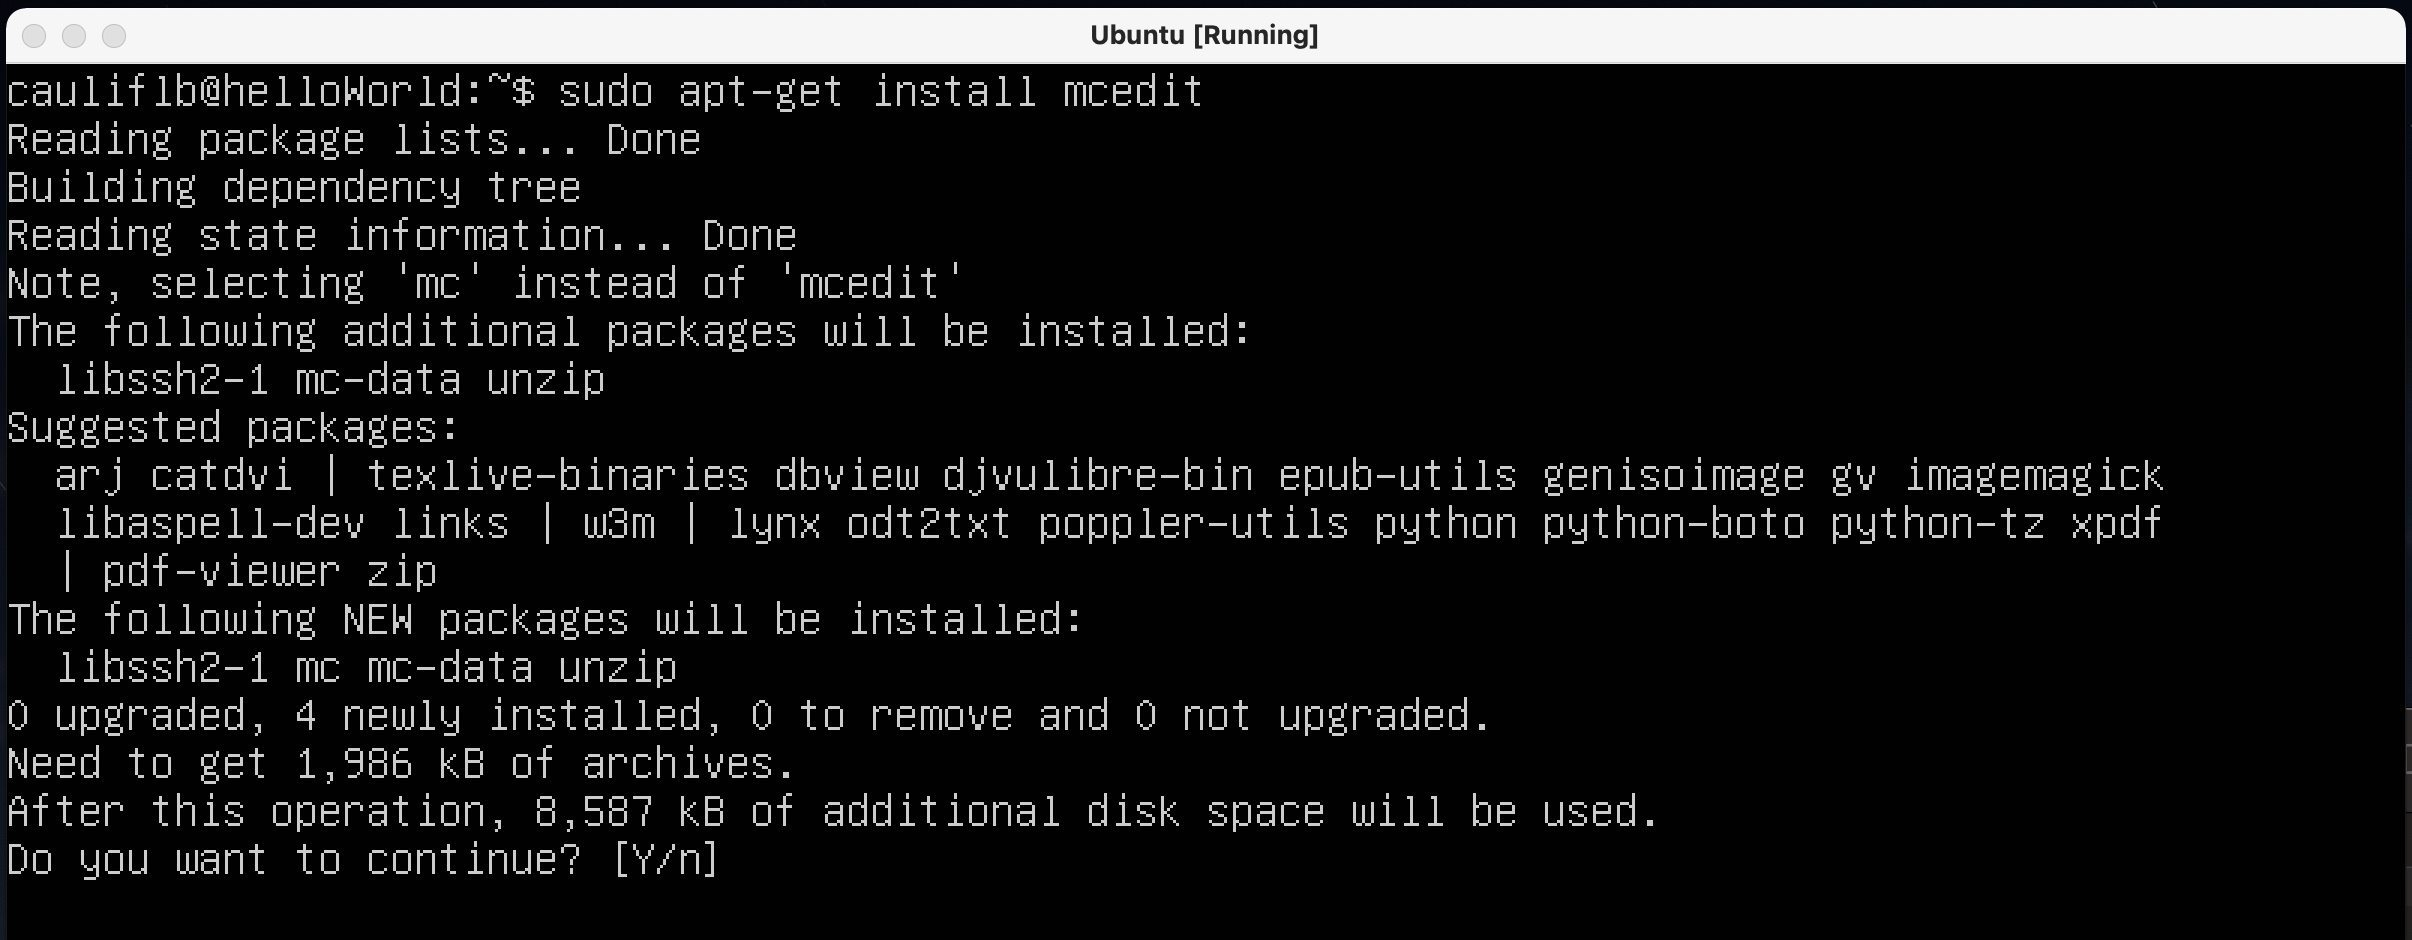 Ubuntu [Running]
cauliflb@helloWorld:~$ sudo apt-get install mcedit
Reading package lists... Done
Building dependency tree
Reading state information... Done
Note, selecting 'mc' instead of 'mcedit'
The following additional packages will be installed:
  libssh2-1 mc-data unzip
Suggested packages:
  arj catdvi | texlive-binaries dbview djvulibre-bin epub-utils genisoimage gv imagemagick
  libaspell-dev links | w3m | lynx odt2txt poppler-utils python python-boto python-tz xpdf
  | pdf-viewer zip
The following NEW packages will be installed:
  libssh2-1 mc mc-data unzip
0 upgraded, 4 newly installed, 0 to remove and 0 not upgraded.
Need to get 1,986 kB of archives.
After this operation, 8,587 kB of additional disk space will be used.
Do you want to continue? [Y/n]